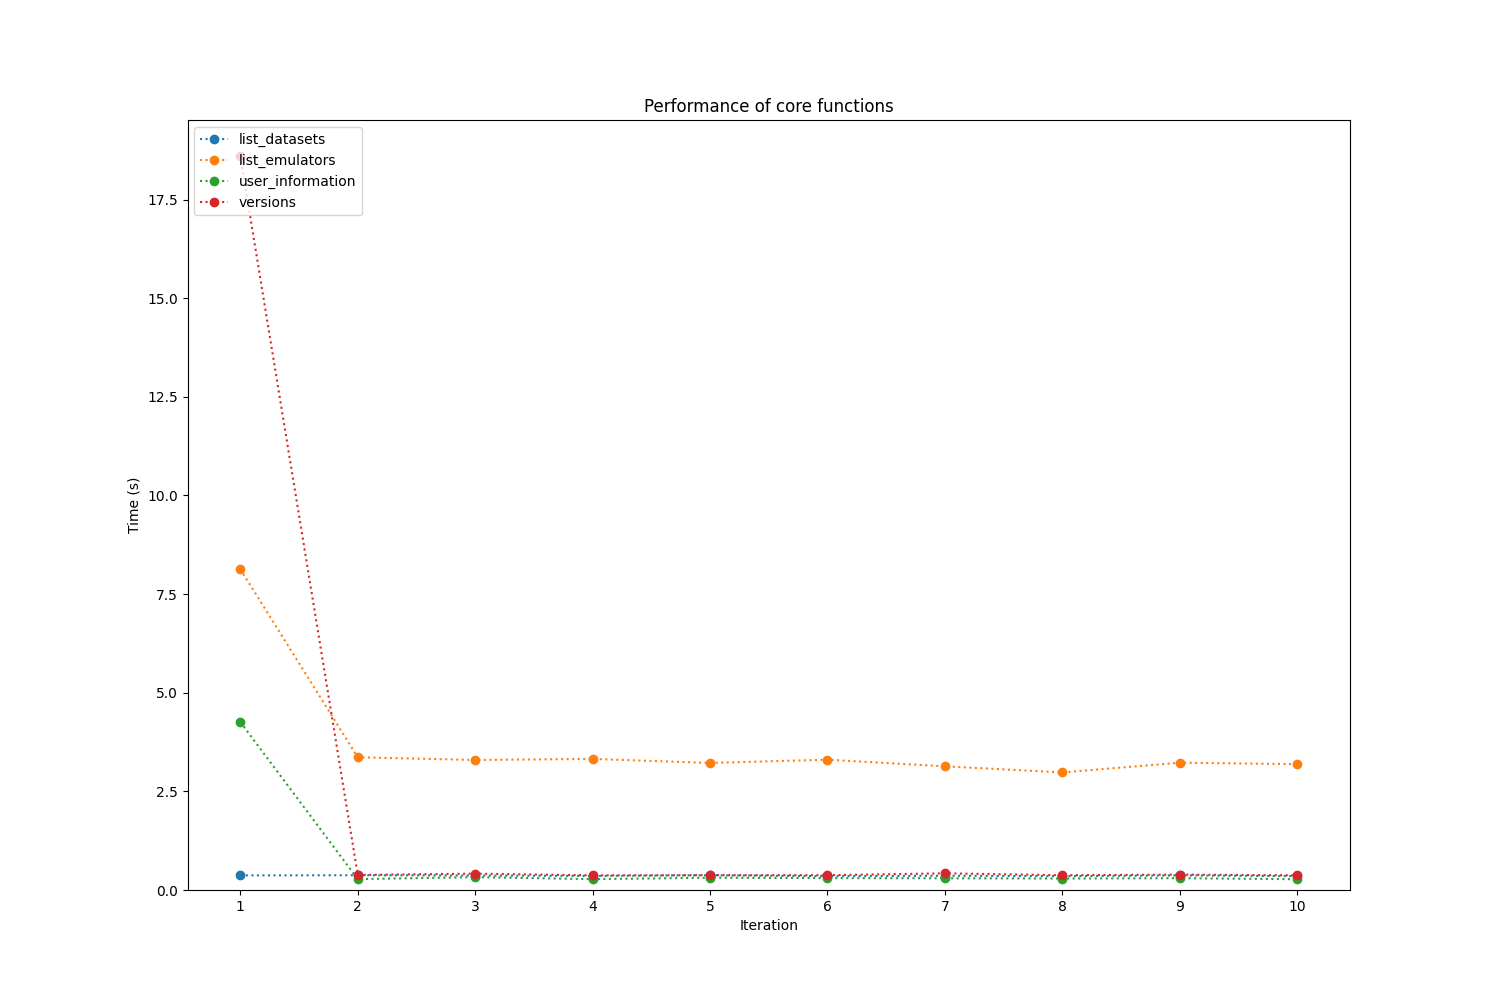 Performance of core functions
list_datasets
list_emulators
user_information
versions
17.5
15.0
12.5
10.0
7.5
5.0
2.5
0.0
Time (s)
1 2 3 4 5 6 7 8 9 10
Iteration